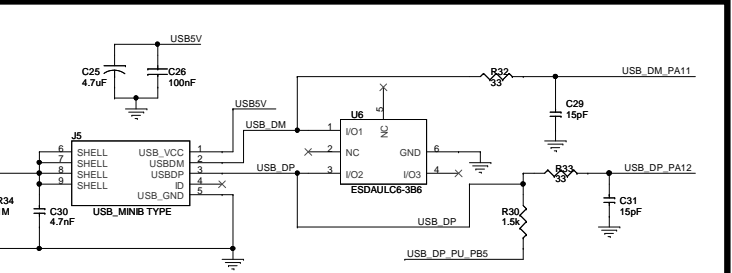 USB5V
C25
4.7uF
C26
100nF
R32
33
USB_DM_PA11
C29
15pF
USB5V
USB_DM
U6
5
NC
1 I/O1
2 NC
3 I/O2
GND 6
I/O3 4
ESDAULC6-3B6
J5
6 SHELL USB_VCC 1
7 SHELL USBDM 2
8 SHELL USBDP 3
9 SHELL ID 4
USB_GND 5
USB_MINIB TYPE
USB_DP
R33
33
USB_DP_PA12
C31
15pF
R34
1M
C30
4.7nF
USB_DP
R30
1.5k
USB_DP_PU_PB5